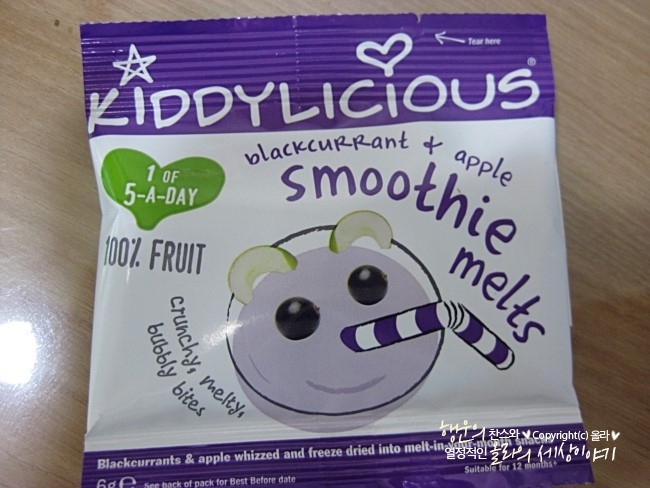 Tear here
KIDDYLICIOUS®
blackcurrant & apple
smoothie
melts
1 OF
5-A-DAY
100% FRUIT
crunchy, melty,
bubbly bites
Blackcurrants & apple whizzed and freeze dried into melt-in-your-mouth snacks
Suitable for 12 months+
6g e See back of pack for Best Before date
행운의 찬스와♥Copyright(c) 올라♥
열정적인 올라의 세상이야기